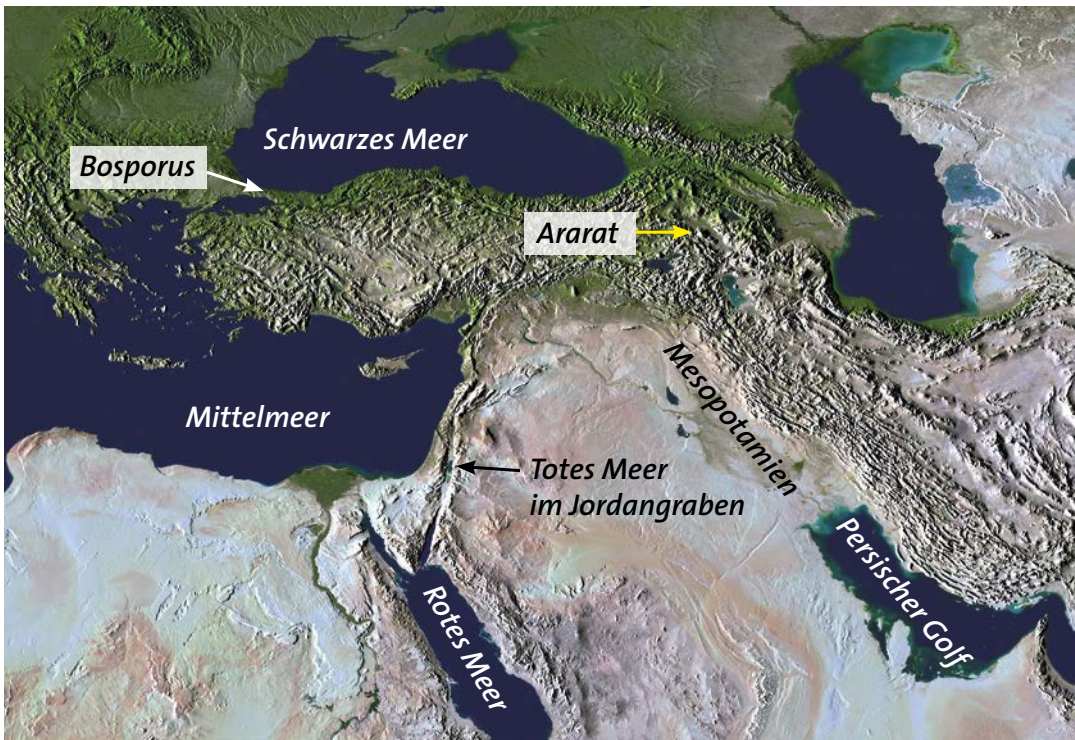 Schwarzes Meer
Bosporus
Ararat
Mesopotamien
Mittelmeer
Totes Meer
im Jordangraben
Persischer Golf
Rotes Meer